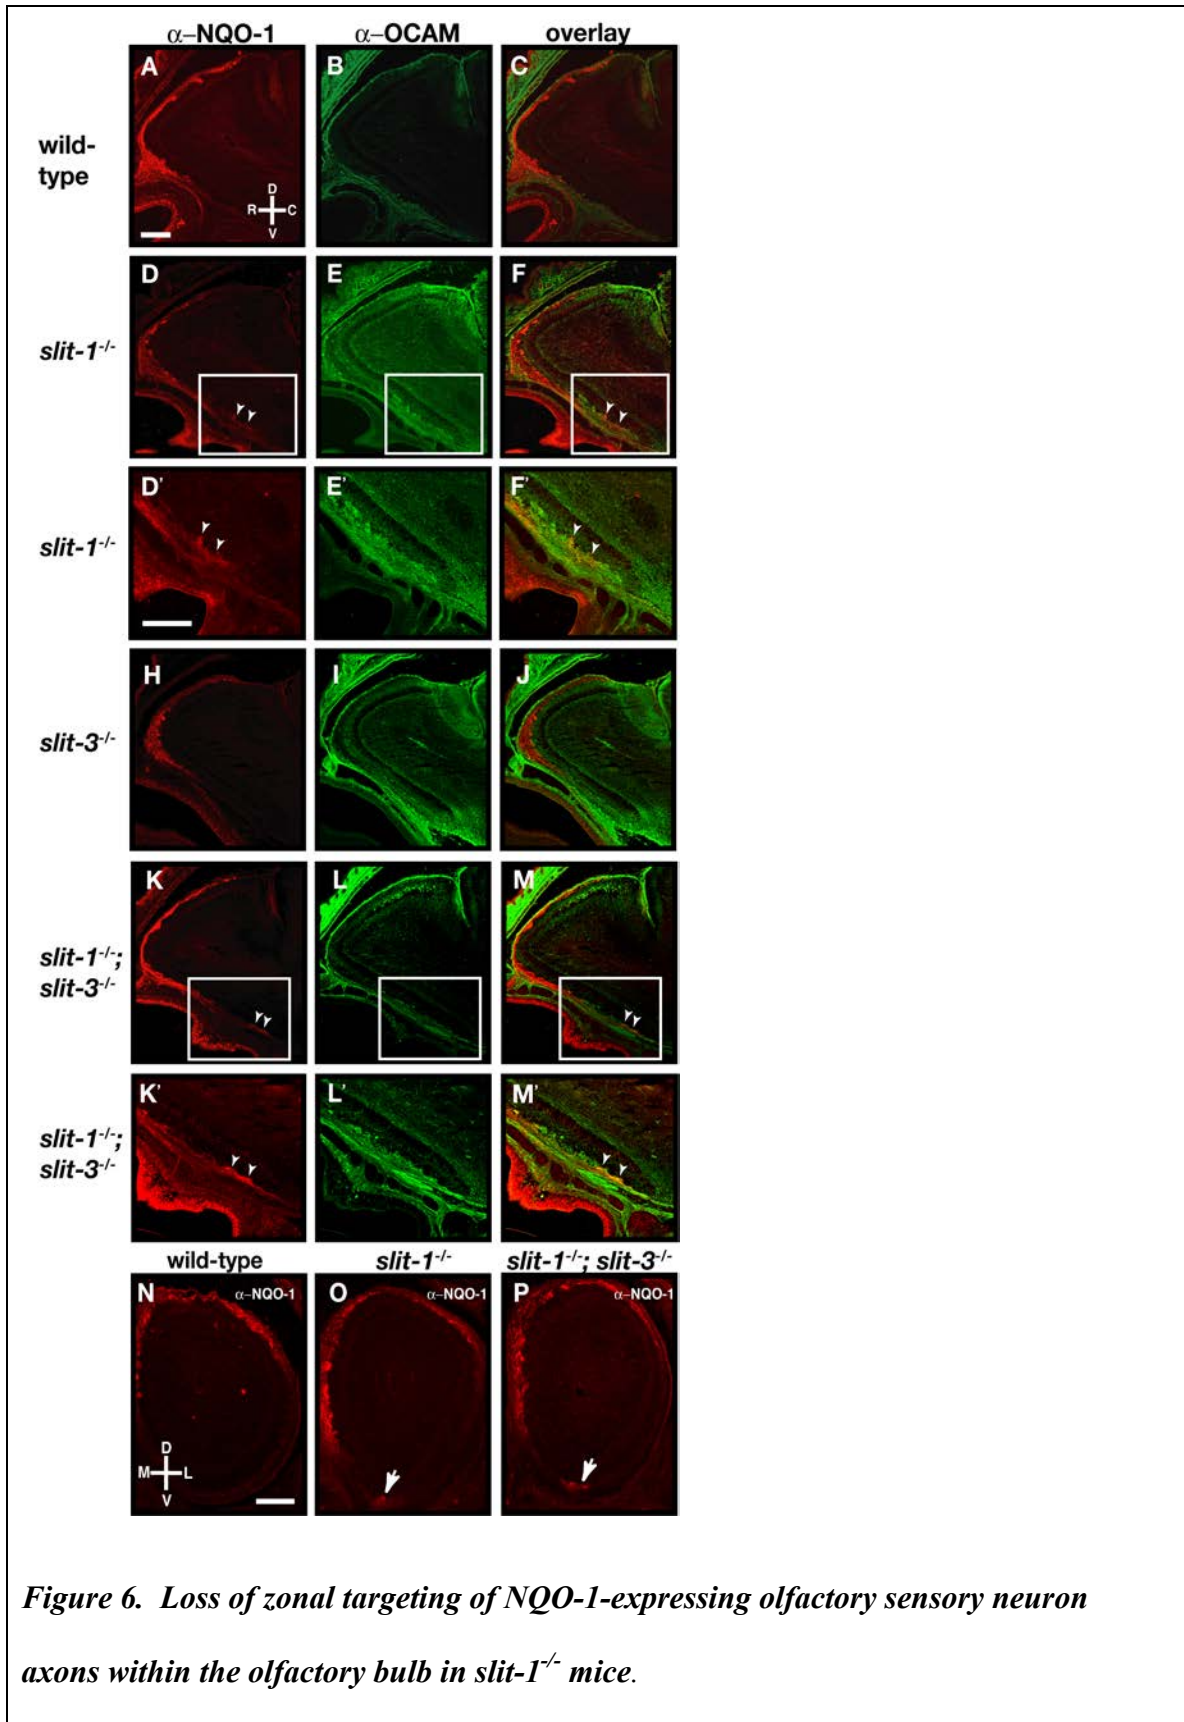 α–NQO-1 α–OCAM overlay
A B C
wild-
type
D
R C
V
D E F
slit-1-/-
D' E' F'
slit-1-/-
H I J
slit-3-/-
K L M
slit-1-/-;
slit-3-/-
K' L' M'
slit-1-/-;
slit-3-/-
wild-type slit-1-/- slit-1-/-; slit-3-/-
N α–NQO-1 O α–NQO-1 P α–NQO-1
D
M L
V
Figure 6. Loss of zonal targeting of NQO-1-expressing olfactory sensory neuron
axons within the olfactory bulb in slit-1-/- mice.